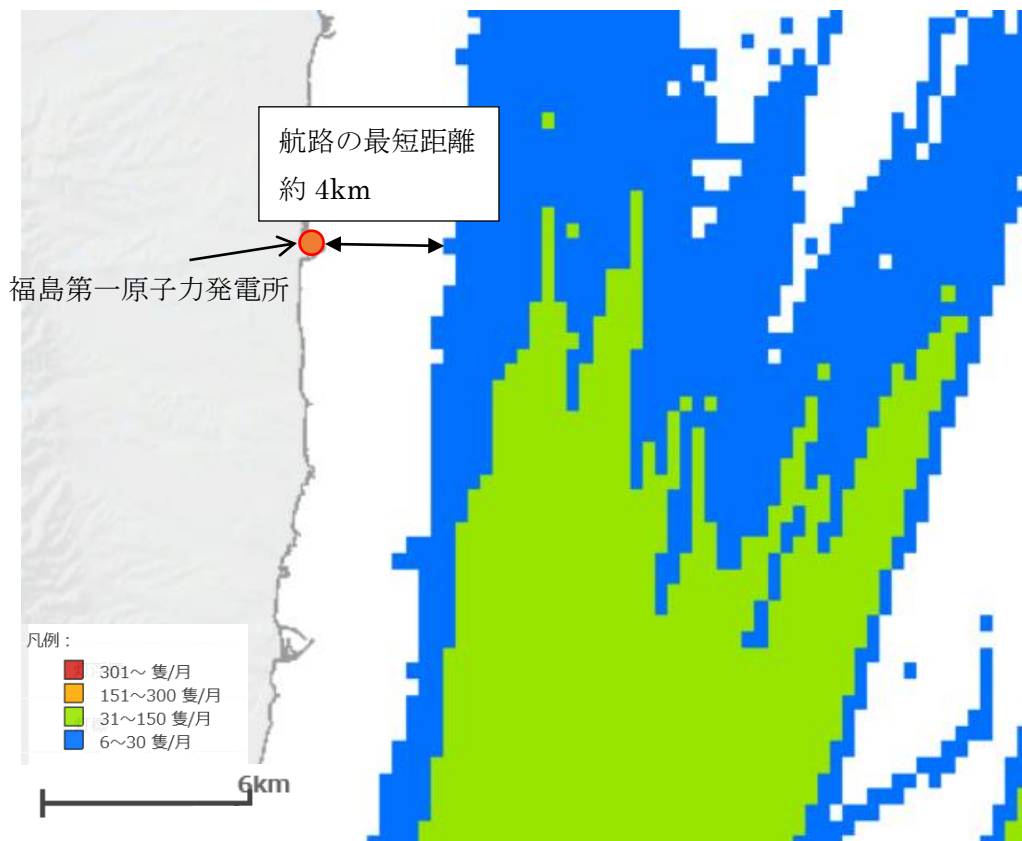 航路の最短距離
約 4km
福島第一原子力発電所
凡例：
301～ 隻/月
151～300 隻/月
31～150 隻/月
6～30 隻/月
6km